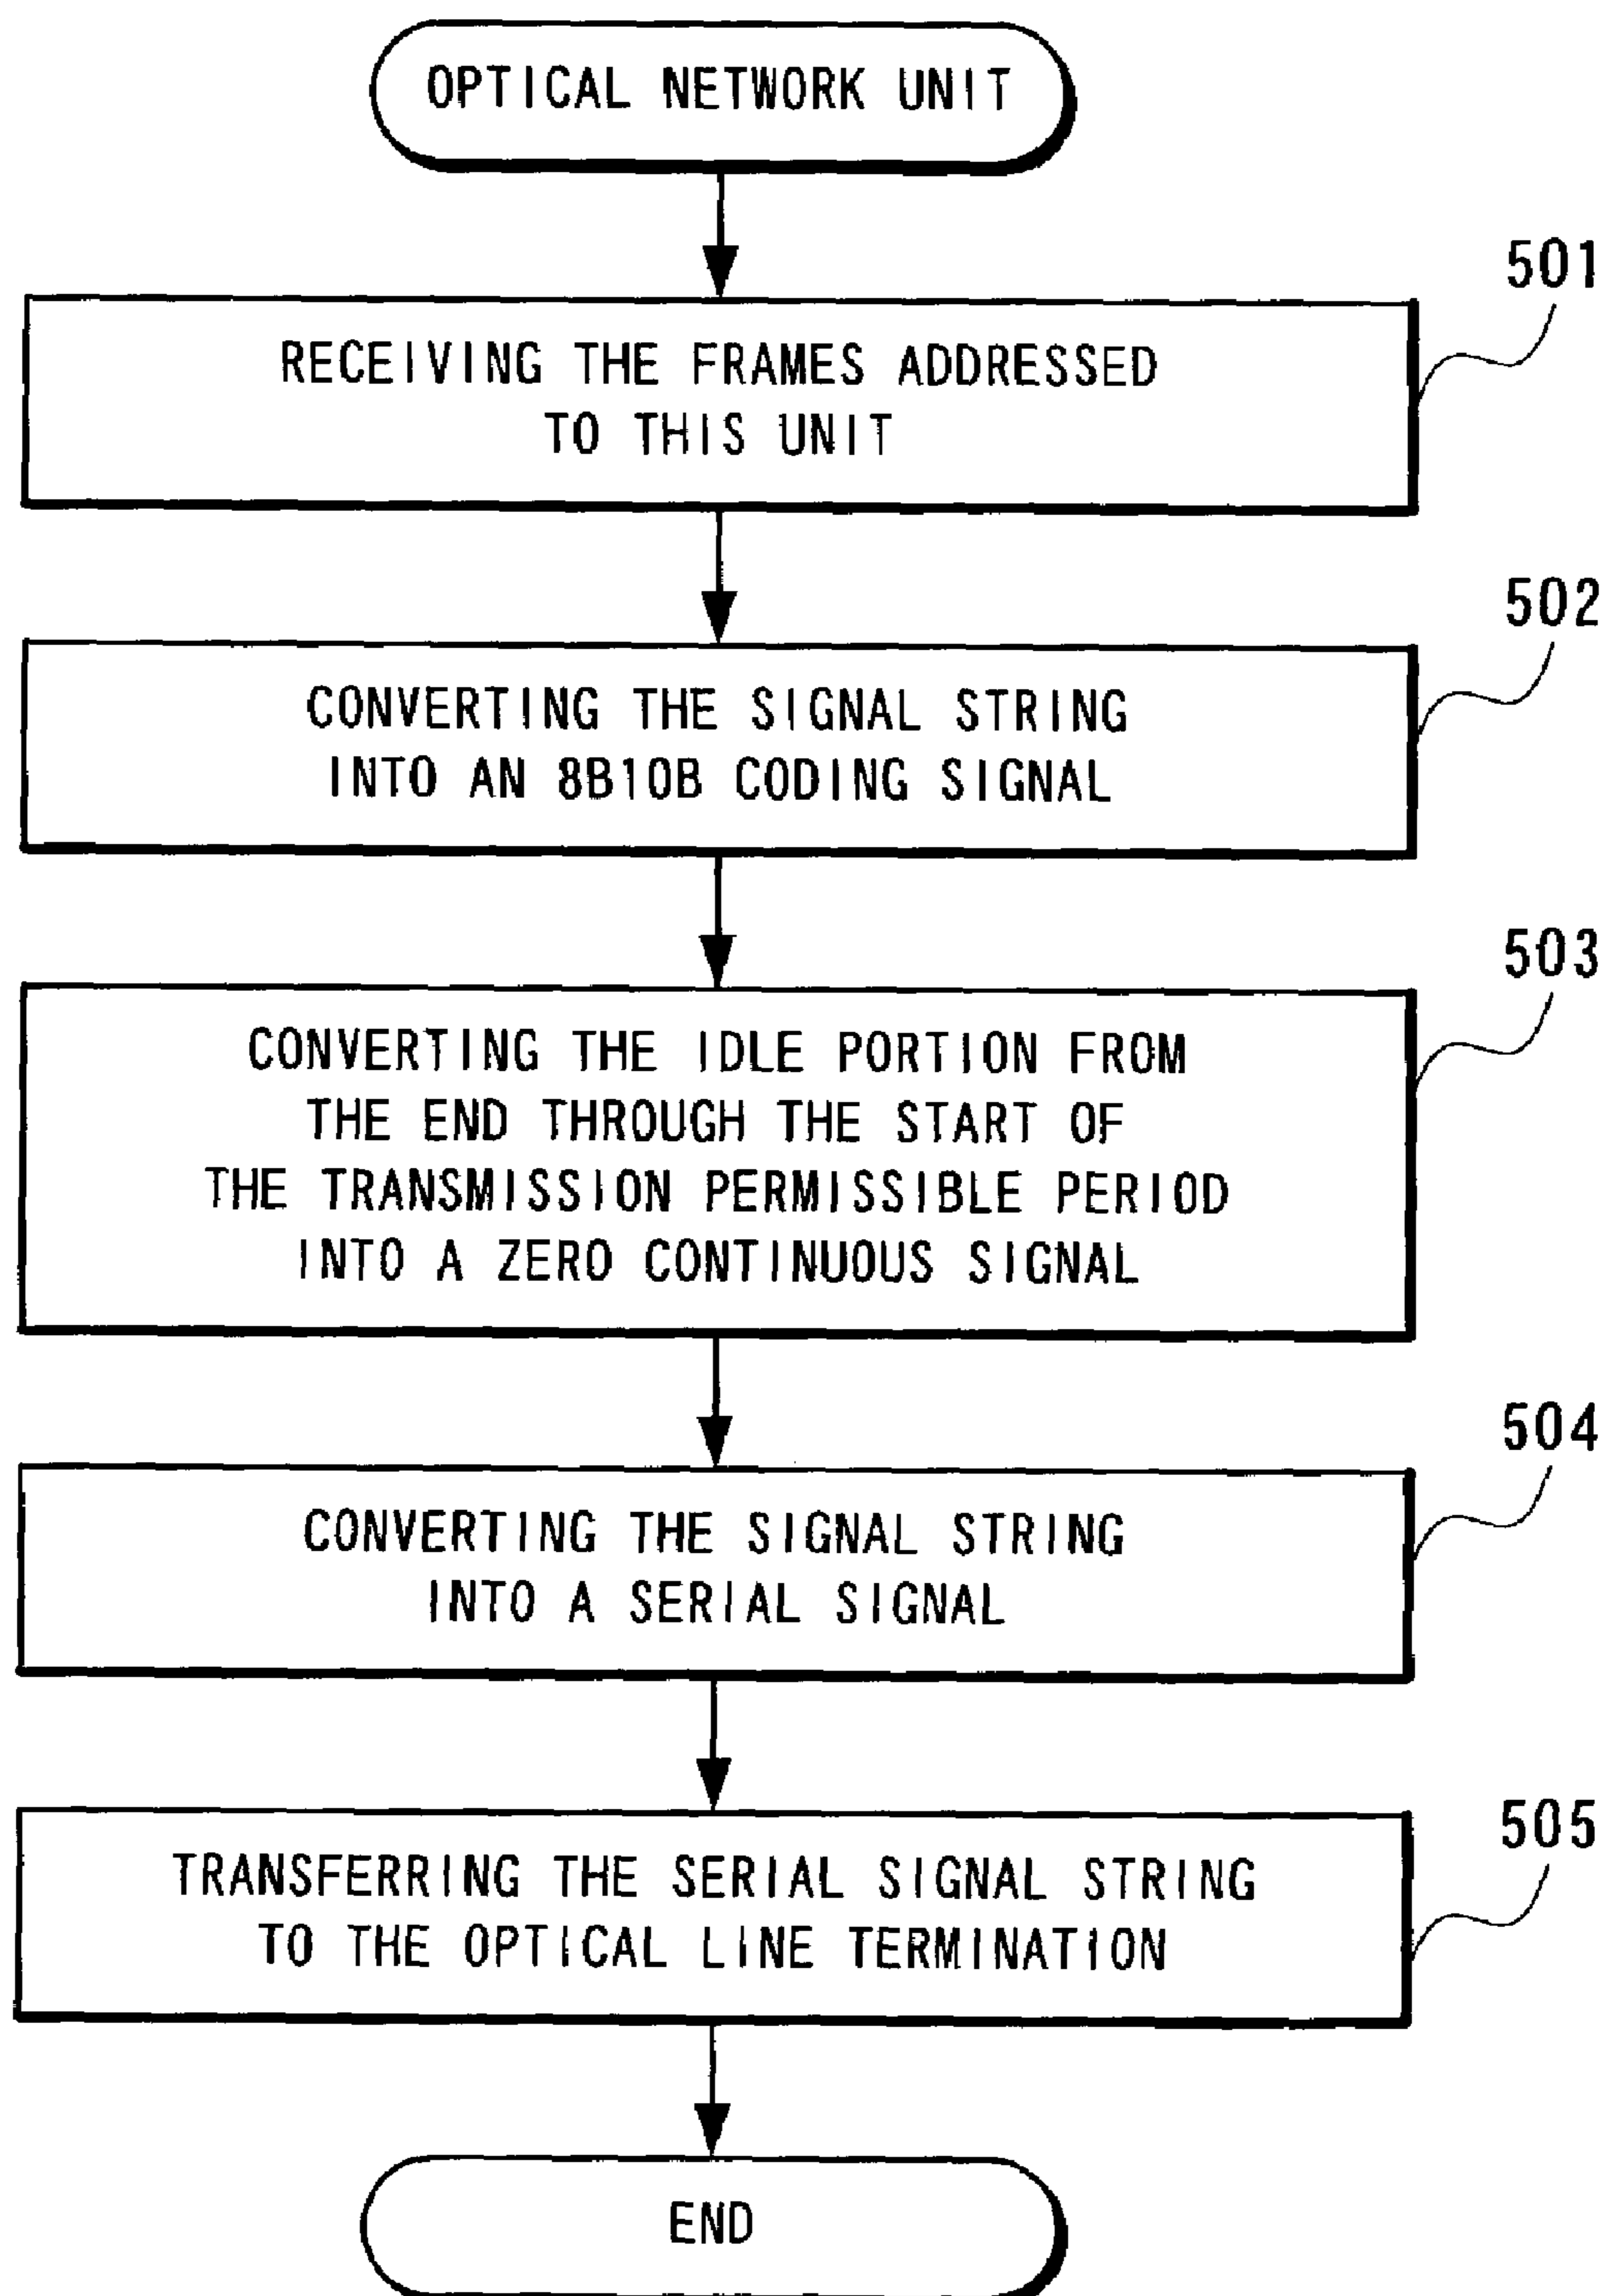 OPTICAL NETWORK UNIT
501
RECEIVING THE FRAMES ADDRESSED
TO THIS UNIT
502
CONVERTING THE SIGNAL STRING
INTO AN 8B10B CODING SIGNAL
503
CONVERTING THE IDLE PORTION FROM
THE END THROUGH THE START OF
THE TRANSMISSION PERMISSIBLE PERIOD
INTO A ZERO CONTINUOUS SIGNAL
504
CONVERTING THE SIGNAL STRING
INTO A SERIAL SIGNAL
505
TRANSFERRING THE SERIAL SIGNAL STRING
TO THE OPTICAL LINE TERMINATION
END